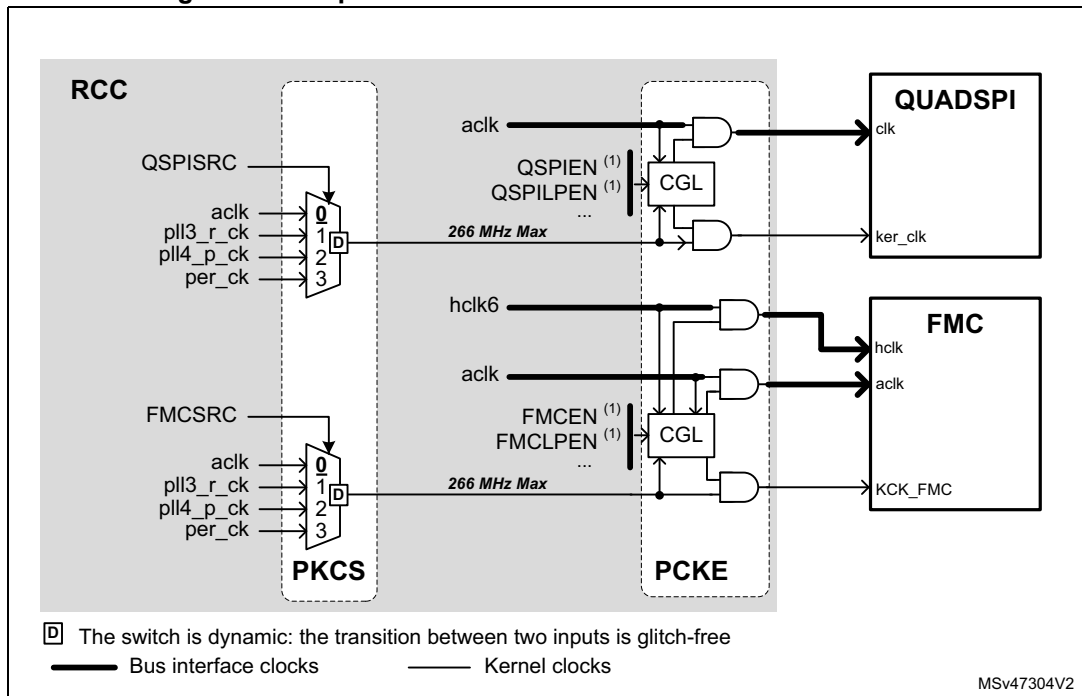 RCC
QUADSPI
aclk
clk
QSPISRC
QSPIEN (1)
QSPILPEN (1)
...
CGL
aclk
0
pll3_r_ck
1
D
pll4_p_ck
2
per_ck
3
266 MHz Max
ker_clk
hclk6
FMC
hclk
aclk
aclk
FMCSRC
FMCEN (1)
FMCLPEN (1)
...
CGL
aclk
0
pll3_r_ck
1
D
pll4_p_ck
2
per_ck
3
266 MHz Max
KCK_FMC
PKCS
PCKE
D The switch is dynamic: the transition between two inputs is glitch-free
Bus interface clocks Kernel clocks
MSv47304V2